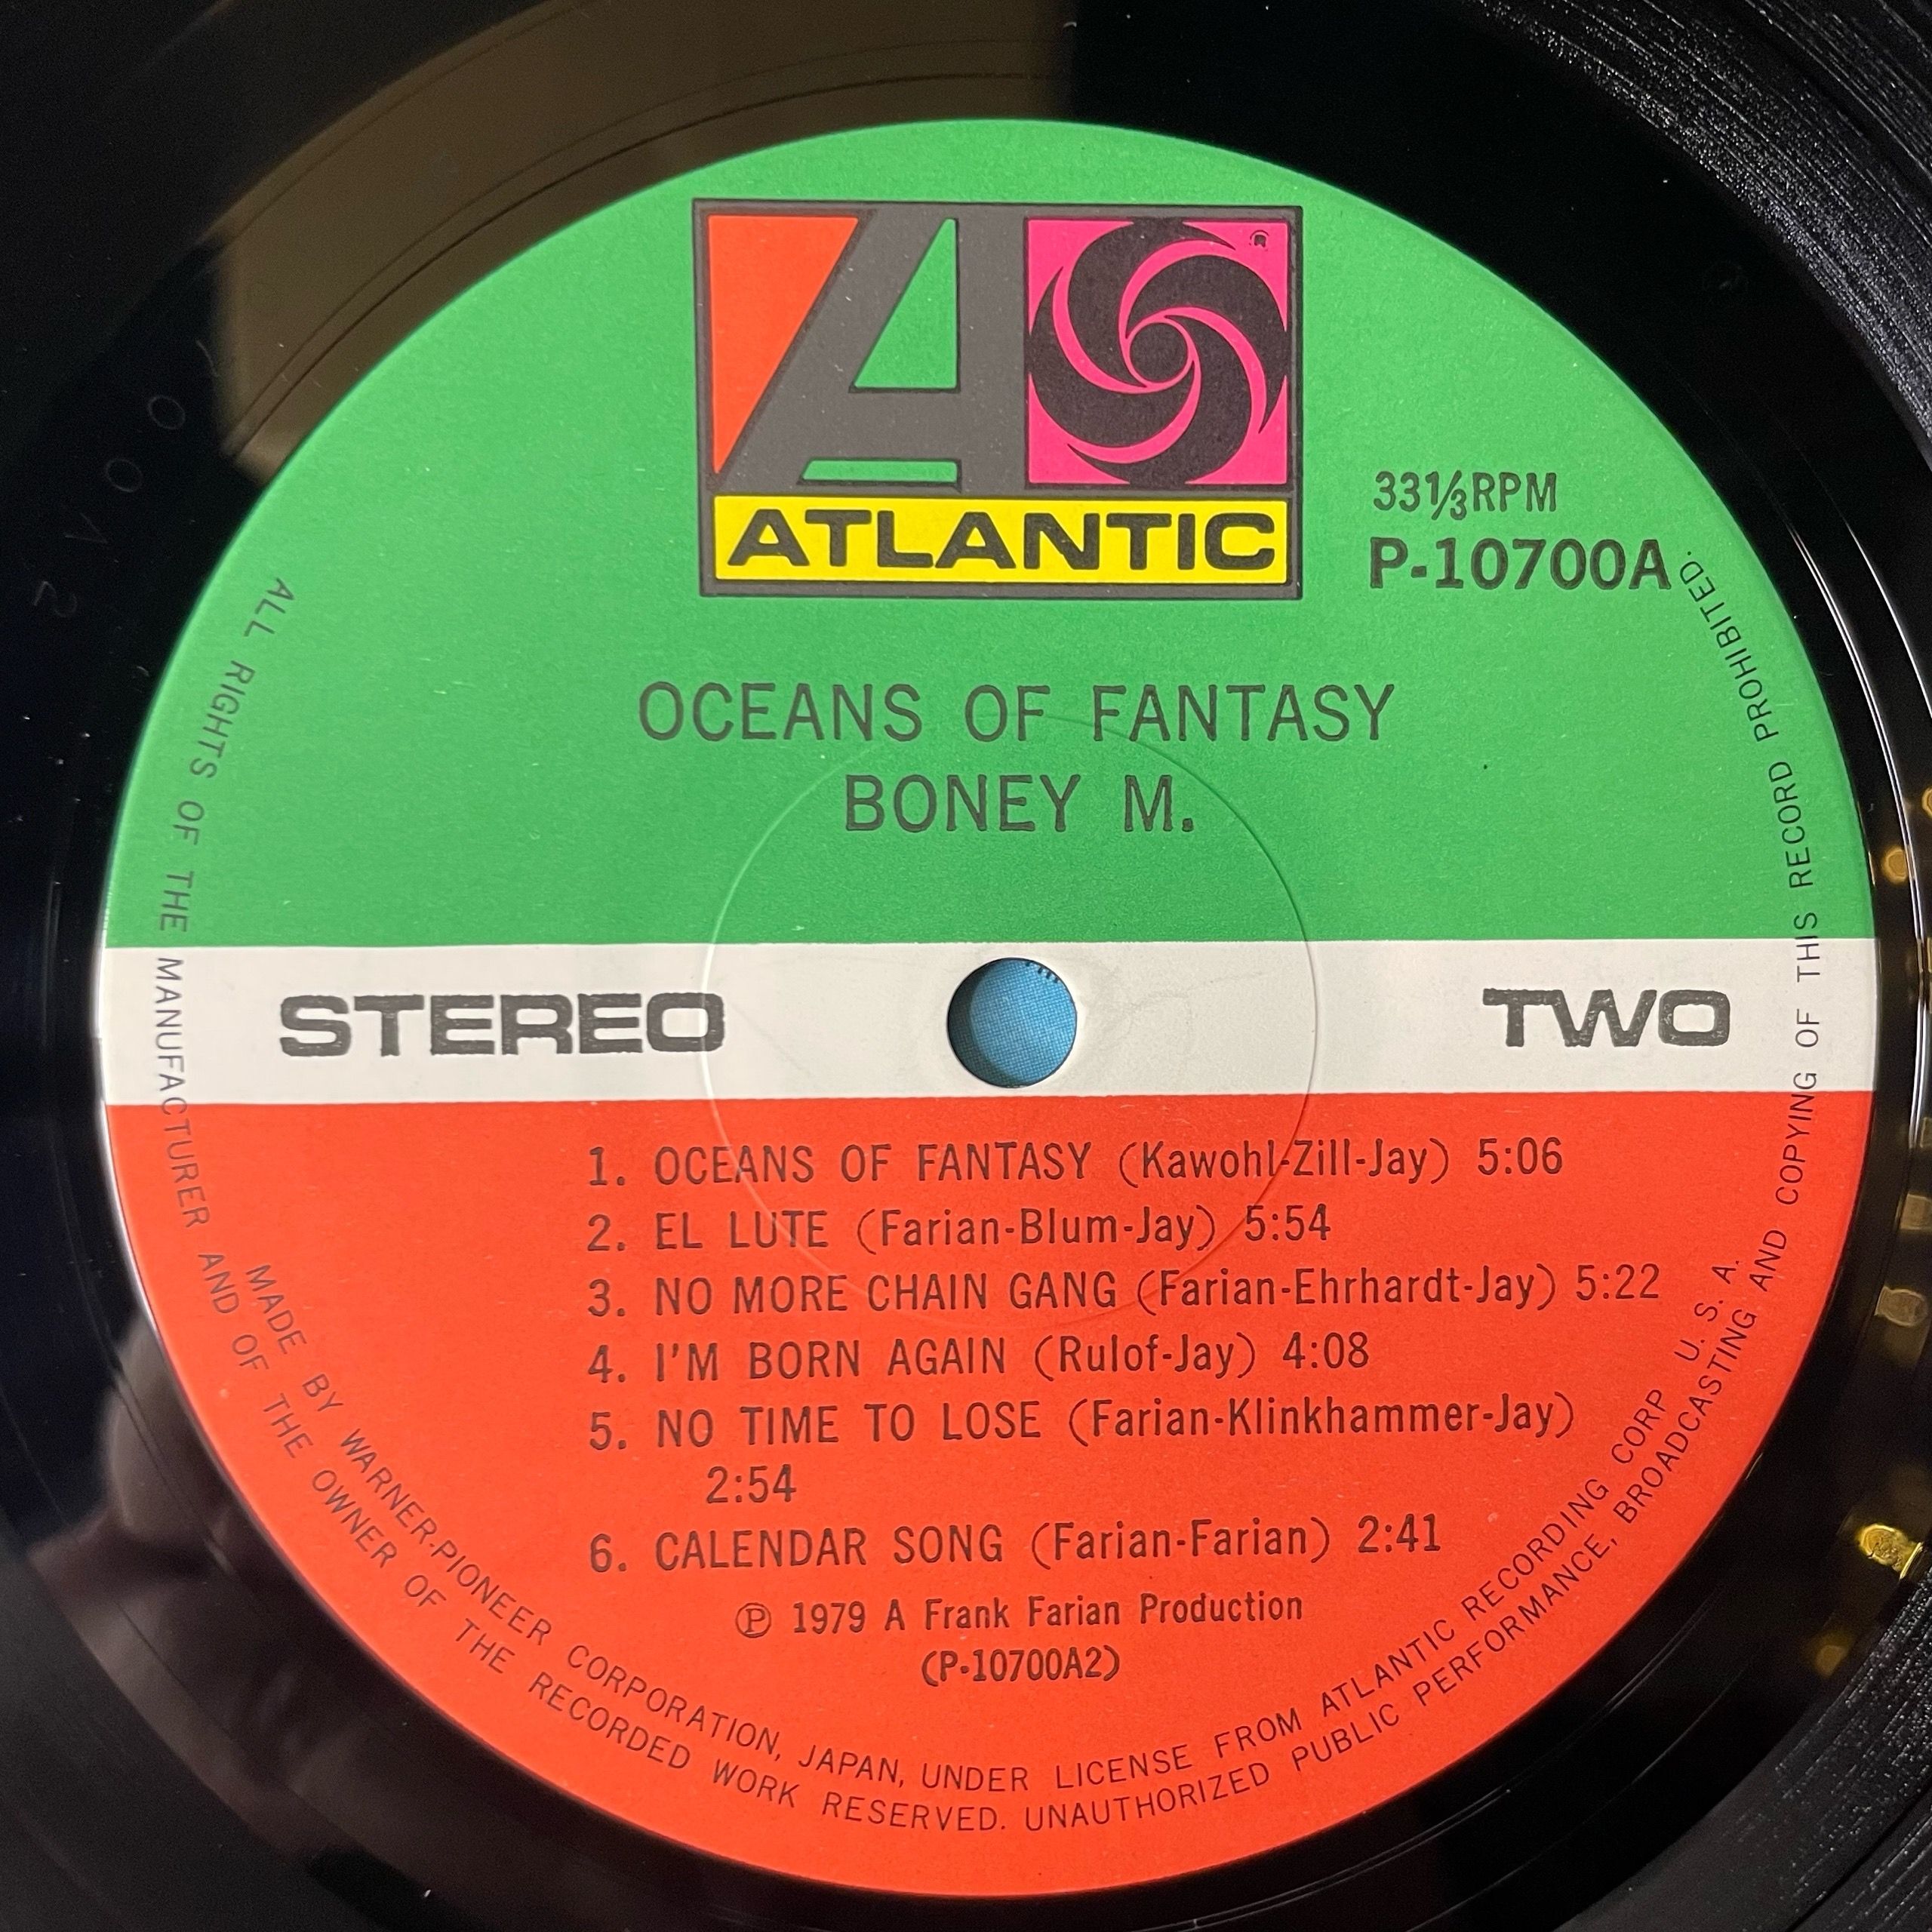 ATLANTIC
33⅓RPM
P-10700A
OCEANS OF FANTASY
BONEY M.
STEREO
TWO
1. OCEANS OF FANTASY (Kawohl-Zill-Jay) 5:06
2. EL LUTE (Farian-Blum-Jay) 5:54
3. NO MORE CHAIN GANG (Farian-Ehrhardt-Jay) 5:22
4. I'M BORN AGAIN (Rulof-Jay) 4:08
5. NO TIME TO LOSE (Farian-Klinkhammer-Jay)
2:54
6. CALENDAR SONG (Farian-Farian) 2:41
℗ 1979 A Frank Farian Production
(P-10700A2)
MADE BY WARNER-PIONEER CORPORATION, JAPAN, UNDER LICENSE FROM ATLANTIC RECORDING CORP U. S. A.
ALL RIGHTS OF THE MANUFACTURER AND OF THE OWNER OF THE RECORDED WORK RESERVED. UNAUTHORIZED PUBLIC PERFORMANCE, BROADCASTING AND COPYING OF THIS RECORD PROHIBITED.